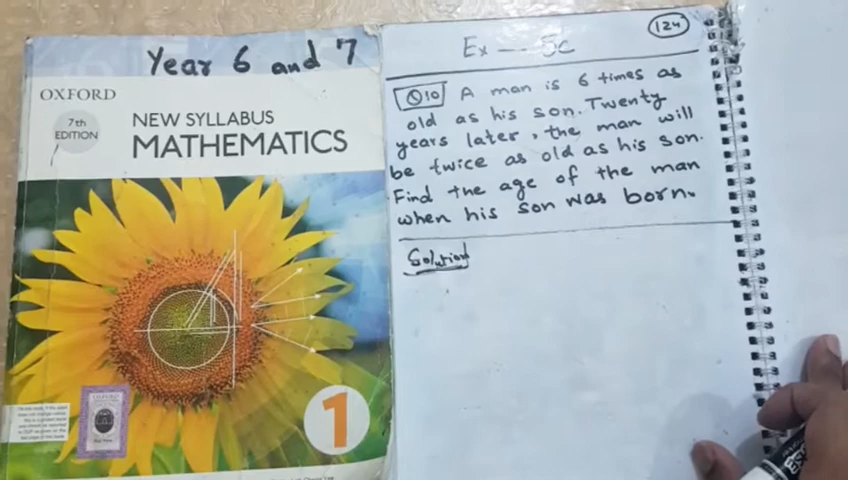 Year 6 and 7
OXFORD
7th
EDITION
NEW SYLLABUS
MATHEMATICS
1
124
Ex — 5c
Q10 A man is 6 times as
old as his son. Twenty
years later, the man will
be twice as old as his son.
Find the age of the man
when his son was born.
Solution